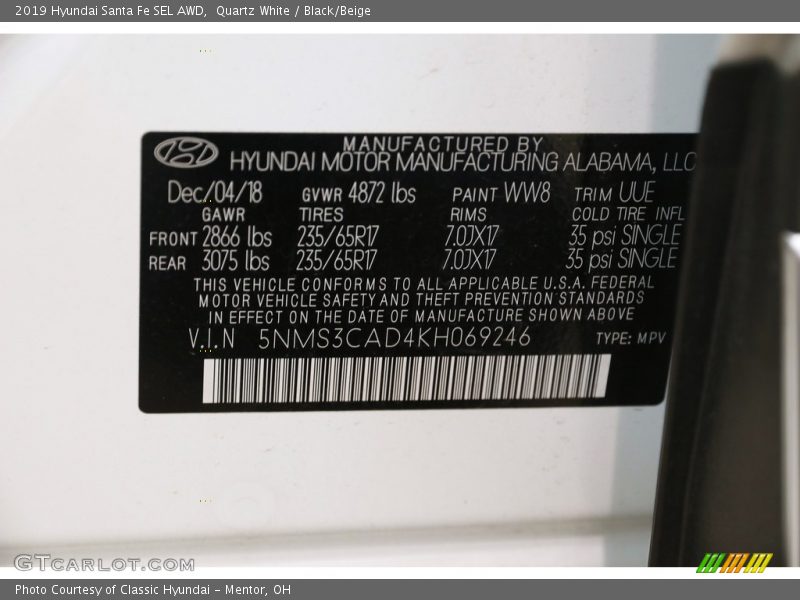 2019 Hyundai Santa Fe SEL AWD, Quartz White / Black/Beige
MANUFACTURED BY
HYUNDAI MOTOR MANUFACTURING ALABAMA, LLC
Dec/04/18 GVWR 4872 lbs PAINT WW8 TRIM UUE
GAWR TIRES RIMS COLD TIRE INFL
FRONT 2866 lbs 235/65R17 7.0JX17 35 psi SINGLE
REAR 3075 lbs 235/65R17 7.0JX17 35 psi SINGLE
THIS VEHICLE CONFORMS TO ALL APPLICABLE U.S.A. FEDERAL
MOTOR VEHICLE SAFETY AND THEFT PREVENTION STANDARDS
IN EFFECT ON THE DATE OF MANUFACTURE SHOWN ABOVE
V.I.N 5NMS3CAD4KH069246 TYPE: MPV
GTCARLOT.COM
Photo Courtesy of Classic Hyundai - Mentor, OH